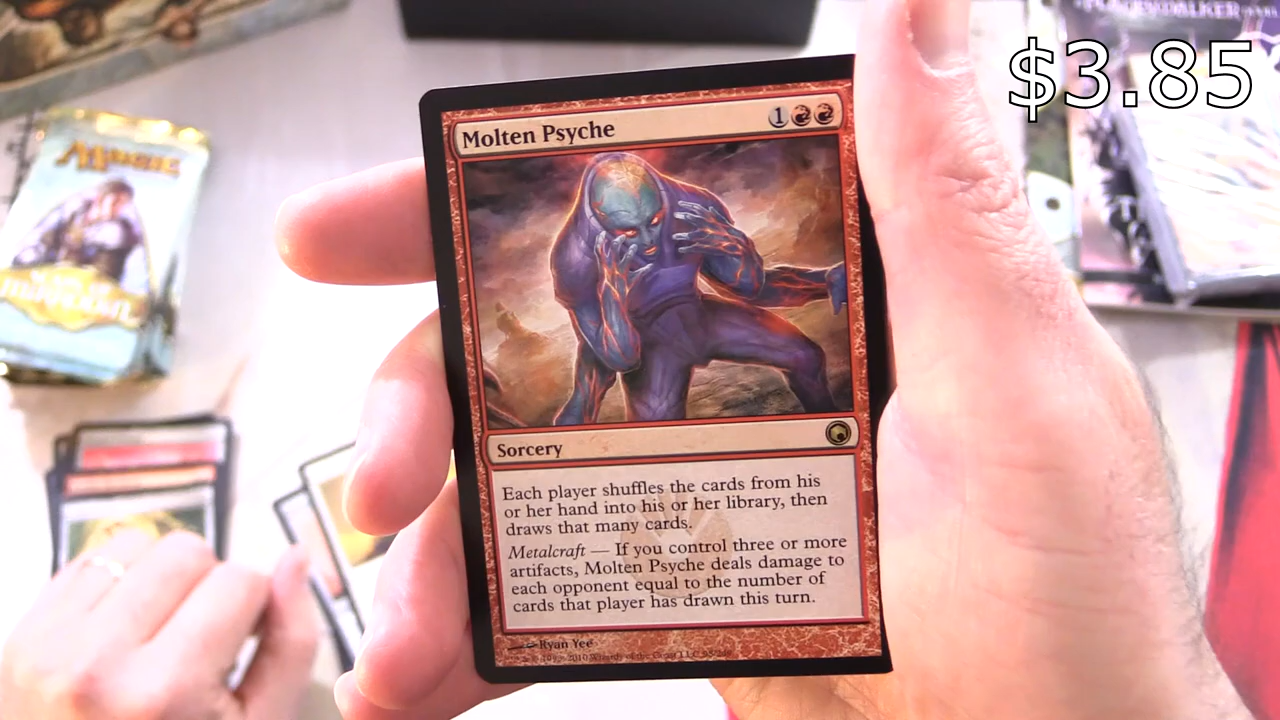 PLANESWALKER
$3.85
MAGIC
Molten Psyche
1
Sorcery
Each player shuffles the cards from his
or her hand into his or her library, then
draws that many cards.
Metalcraft — If you control three or more
artifacts, Molten Psyche deals damage to
each opponent equal to the number of
cards that player has drawn this turn.
Ryan Yee